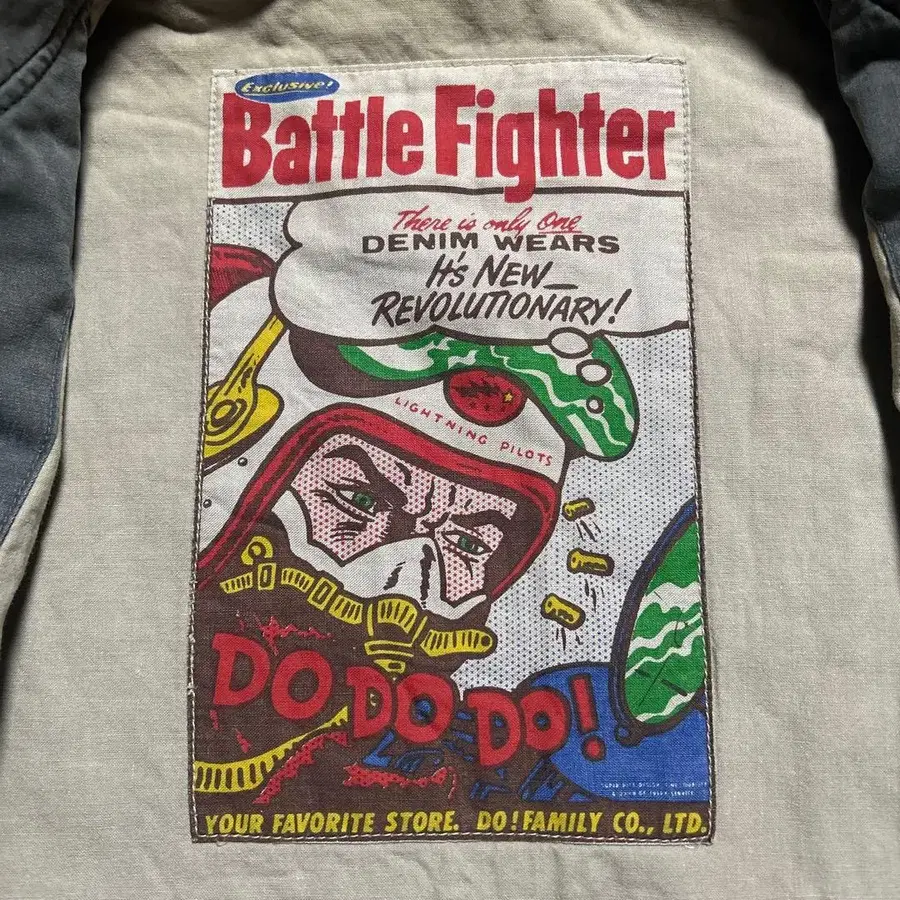 Exclusive!
Battle Fighter
There is only One
DENIM WEARS
It's NEW_
REVOLUTIONARY!
LIGHTNING PILOTS
DO DO DO!
YOUR FAVORITE STORE. DO! FAMILY CO., LTD.